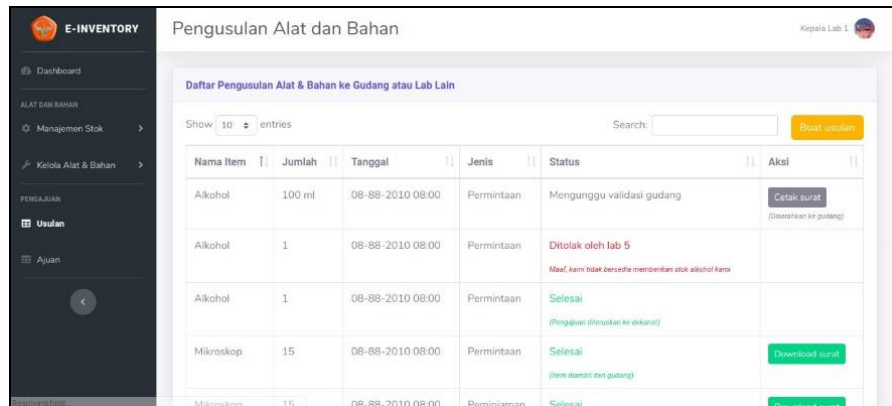 E-INVENTORY
Pengusulan Alat dan Bahan
Kepala Lab 1
Dashboard
ALAT DAN BAHAN
Manajemen Stok
Kelola Alat & Bahan
PENGAJUAN
Usulan
Ajuan
Daftar Pengusulan Alat & Bahan ke Gudang atau Lab Lain
Show 10 entries
Search:
Buat usulan
Nama Item Jumlah Tanggal Jenis Status Aksi
Alkohol 100 ml 08-88-2010 08:00 Permintaan Mengunggu validasi gudang Cetak surat
(Diserahkan ke gudang)
Alkohol 1 08-88-2010 08:00 Permintaan Ditolak oleh lab 5
Maaf, kami tidak bersedia memberikan stok alkohol kami
Alkohol 1 08-88-2010 08:00 Permintaan Selesai
(Pengajuan diteruskan ke dekanat)
Mikroskop 15 08-88-2010 08:00 Permintaan Selesai Download surat
(Item diambil dari gudang)
Mikroskop 15 08-88-2010 08:00 Peminjaman Selesai Download surat
Resolving host...